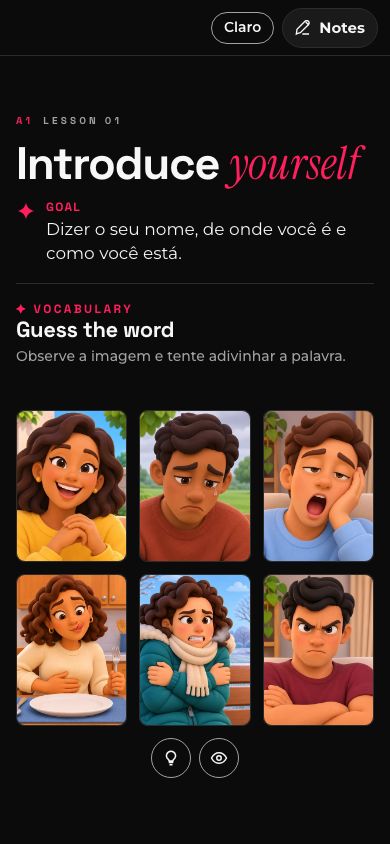 Claro
Notes
A1 LESSON 01
Introduce yourself
GOAL
Dizer o seu nome, de onde você é e
como você está.
VOCABULARY
Guess the word
Observe a imagem e tente adivinhar a palavra.